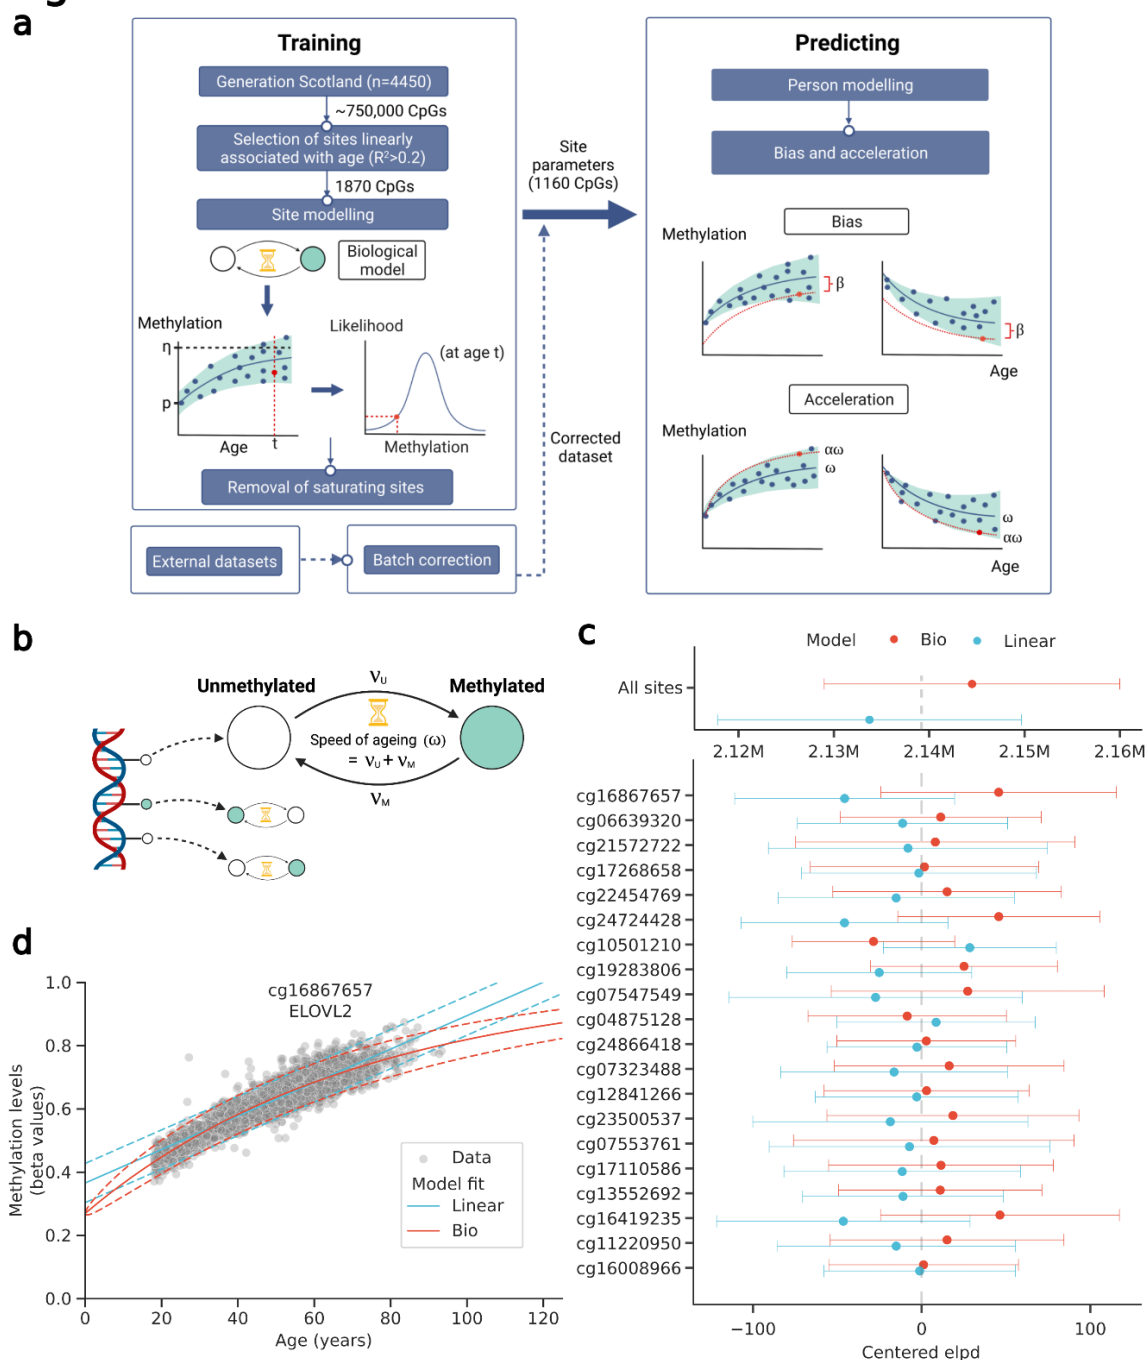 a
Training
Generation Scotland (n=4450)
~750,000 CpGs
Selection of sites linearly
associated with age (R²>0.2)
1870 CpGs
Site modelling
Biological
model
Methylation
η
p
Age
t
Likelihood
(at age t)
Methylation
Removal of saturating sites
External datasets
Batch correction
Site
parameters
(1160 CpGs)
Corrected
dataset
Predicting
Person modelling
Bias and acceleration
Bias
Methylation
β
β
Age
Acceleration
Methylation
αω
ω
ω
αω
Age
b
Unmethylated
νU
Methylated
Speed of ageing (ω)
= νU + νM
νM
c
Model
Bio
Linear
All sites
2.12M
2.13M
2.14M
2.15M
2.16M
cg16867657
cg06639320
cg21572722
cg17268658
cg22454769
cg24724428
cg10501210
cg19283806
cg07547549
cg04875128
cg24866418
cg07323488
cg12841266
cg23500537
cg07553761
cg17110586
cg13552692
cg16419235
cg11220950
cg16008966
−100
0
100
Centered elpd
d
cg16867657
ELOVL2
Methylation levels
(beta values)
1.0
0.8
0.6
0.4
0.2
0.0
Data
Model fit
Linear
Bio
0
20
40
60
80
100
120
Age (years)